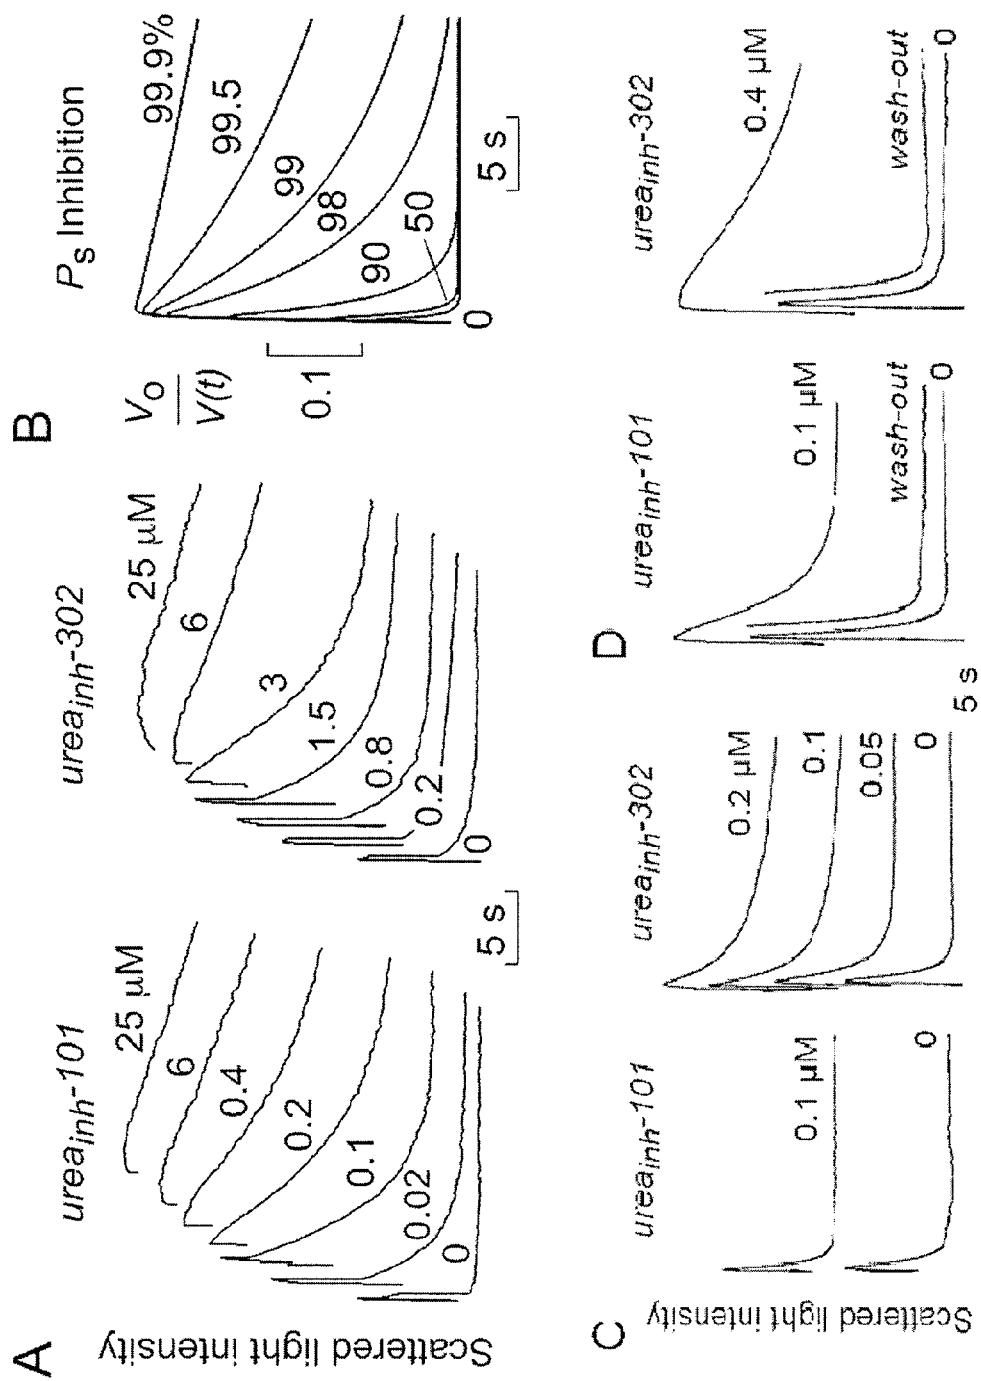 A
urea_inh-101
25 µM
6
0.4
0.2
0.1
0.02
0
Scattered light intensity
5 s
urea_inh-302
25 µM
6
3
1.5
0.8
0.2
0
B
P_S Inhibition
V_o
V(t)
0.1
99.9%
99.5
99
98
90
50
0
5 s
C
urea_inh-101
0.1 µM
0
Scattered light intensity
urea_inh-302
0.2 µM
0.1
0.05
0
5 s
D
urea_inh-101
0.1 µM
wash-out
0
urea_inh-302
0.4 µM
wash-out
0